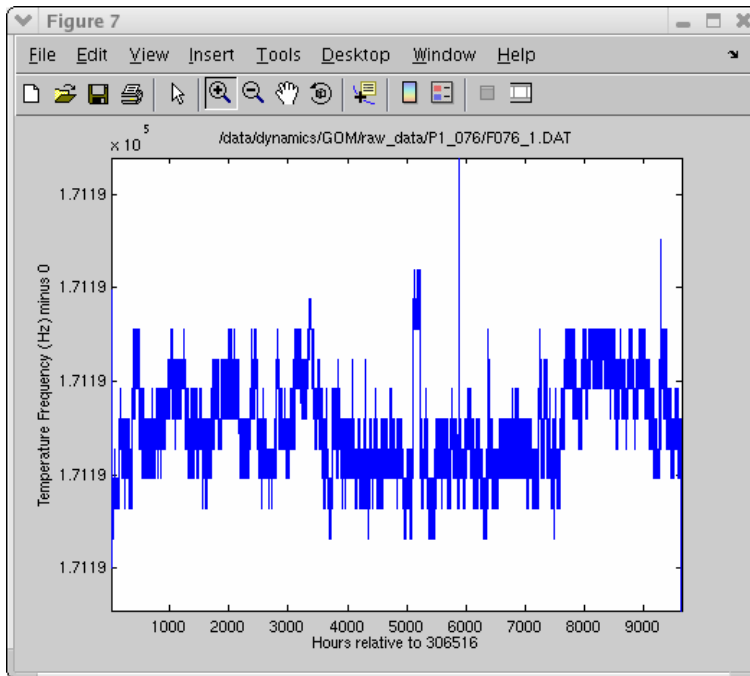 Figure 7
File Edit View Insert Tools Desktop Window Help
x 10 5
/data/dynamics/GOM/raw_data/P1_076/F076_1.DAT
1.7119
1.7119
1.7119
1.7119
1.7119
Temperature Frequency (Hz) minus 0
1000 2000 3000 4000 5000 6000 7000 8000 9000
Hours relative to 306516